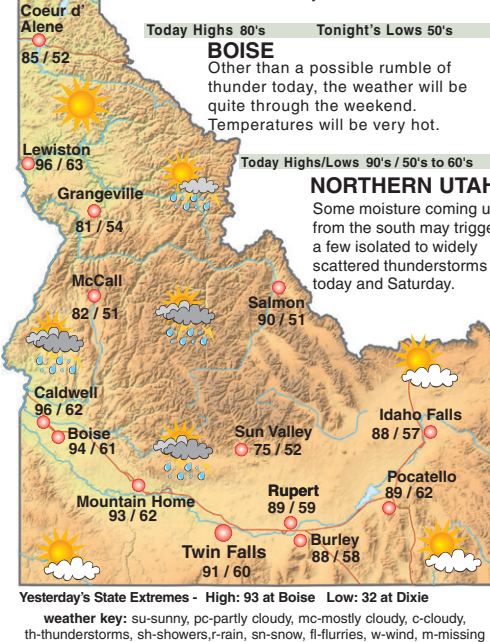 Coeur d'
Alene
85 / 52
Today Highs 80's Tonight's Lows 50's
BOISE
Other than a possible rumble of
thunder today, the weather will be
quite through the weekend.
Temperatures will be very hot.
Lewiston
96 / 63
Today Highs/Lows 90's / 50's to 60's
NORTHERN UTAH
Some moisture coming u
from the south may trigge
a few isolated to widely
scattered thunderstorms
today and Saturday.
Grangeville
81 / 54
McCall
82 / 51
Salmon
90 / 51
Caldwell
96 / 62
Boise
94 / 61
Sun Valley
75 / 52
Idaho Falls
88 / 57
Mountain Home
93 / 62
Rupert
89 / 59
Pocatello
89 / 62
Twin Falls
91 / 60
Burley
88 / 58
Yesterday's State Extremes - High: 93 at Boise Low: 32 at Dixie
weather key: su-sunny, pc-partly cloudy, mc-mostly cloudy, c-cloudy,
th-thunderstorms, sh-showers,r-rain, sn-snow, fl-flurries, w-wind, m-missing